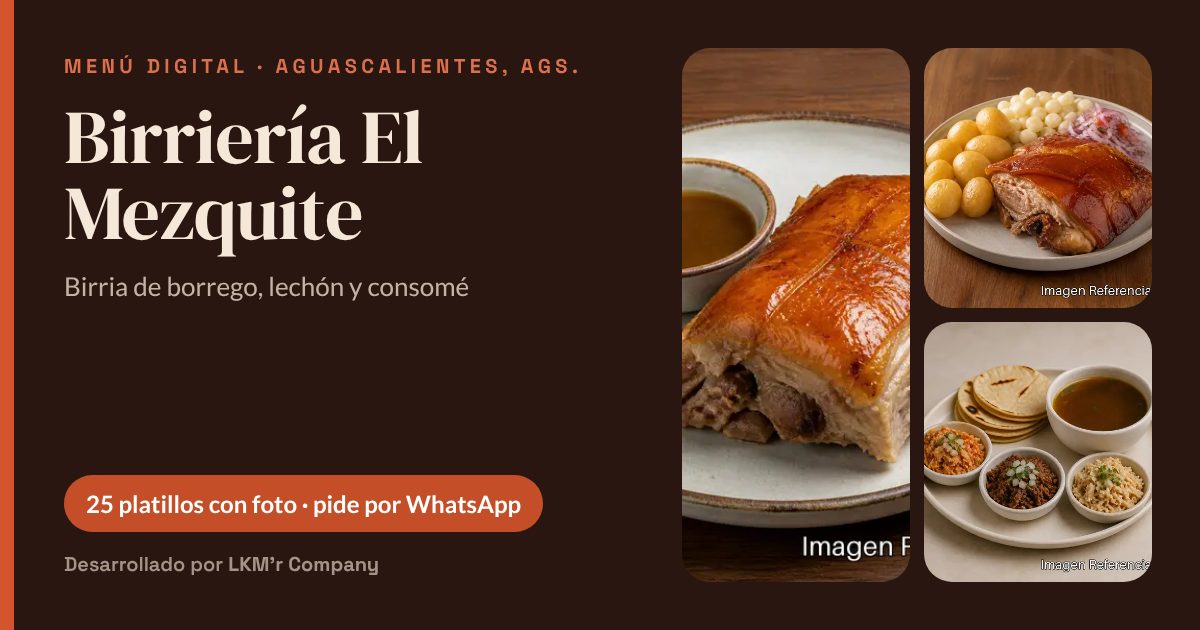 MENÚ DIGITAL · AGUASCALIENTES, AGS.
Birriería El
Mezquite
Birria de borrego, lechón y consomé
25 platillos con foto · pide por WhatsApp
Desarrollado por LKM’r Company
Imagen
Imagen Referencia
Imagen Referencia